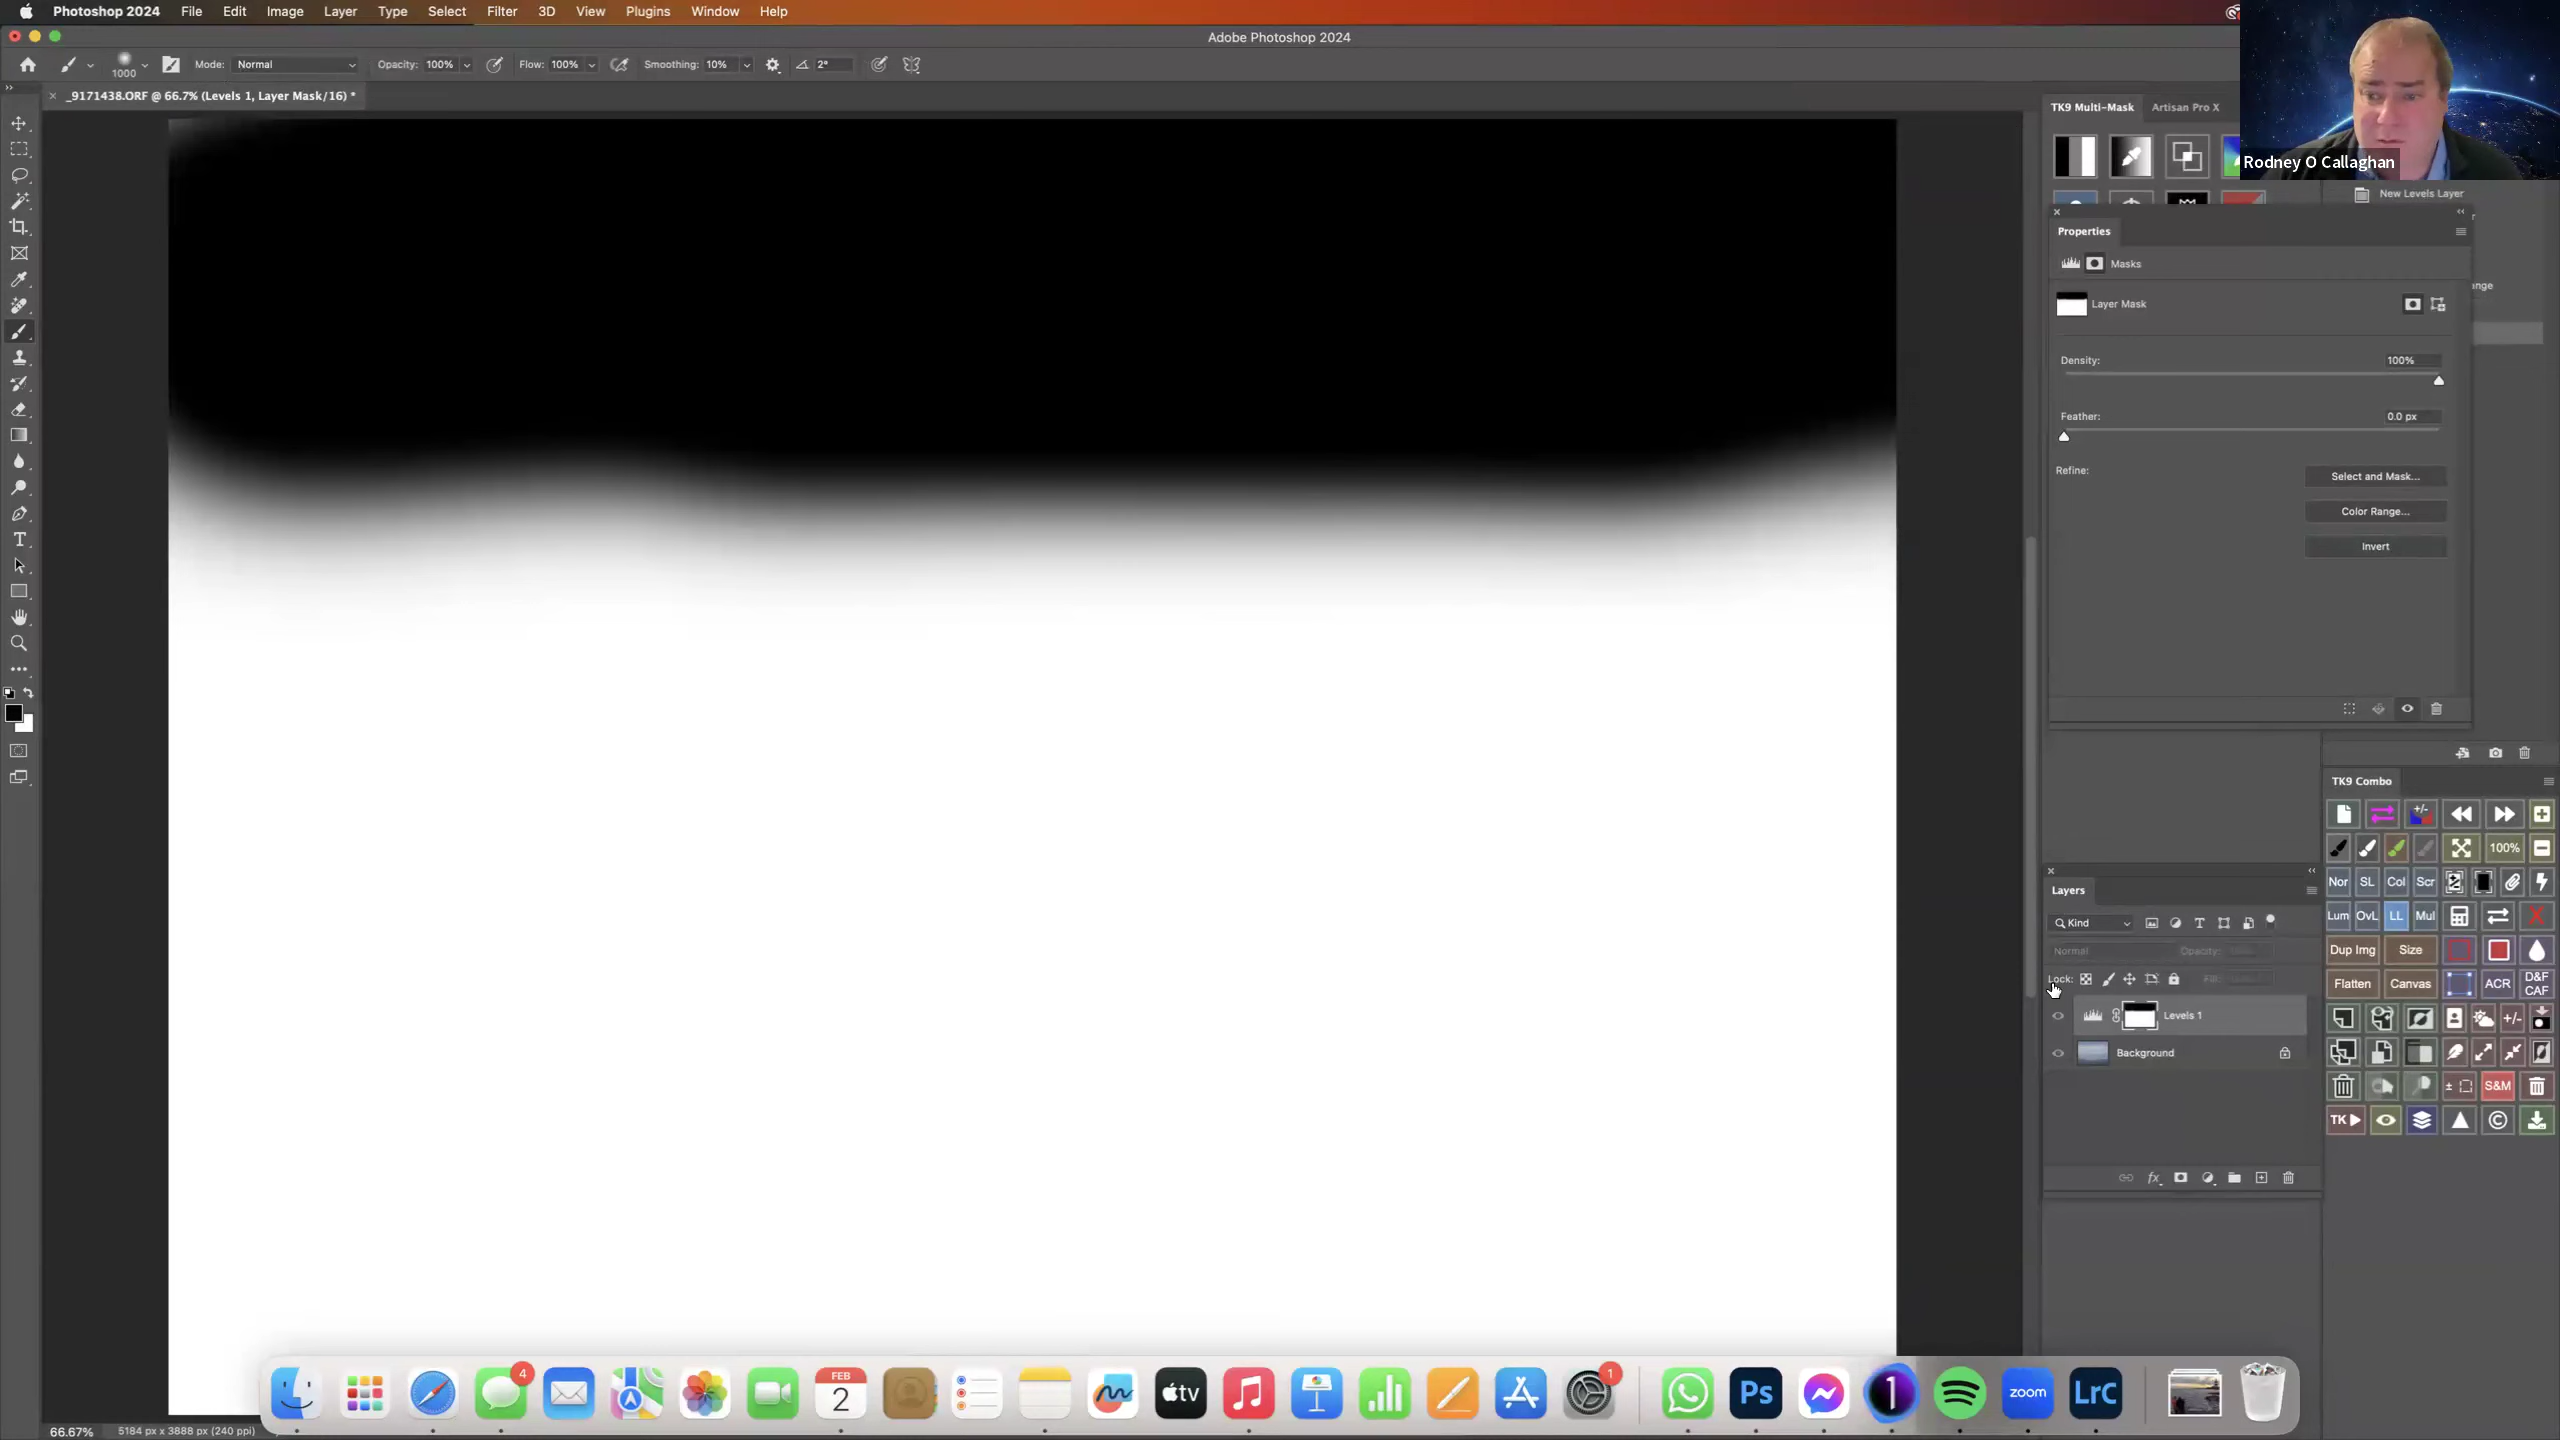 Photoshop 2024 File Edit Image Layer Type Select Filter 3D View Plugins Window Help
Adobe Photoshop 2024
1000 Mode: Normal Opacity: 100% Flow: 100% Smoothing: 10% 2°
_9171438.ORF @ 66.7% (Levels 1, Layer Mask/16) *
TK9 Multi-Mask Artisan Pro X
Rodney O Callaghan
New Levels Layer
Properties
Masks
ange
Layer Mask
Density: 100%
Feather: 0.0 px
Refine: Select and Mask...
Color Range...
Invert
TK9 Combo
+/-
100%
Nor SL Col Scr
Lum OvL LL Mul
Dup Img Size
Flatten Canvas ACR D&F CAF
+/-
S&M
TK
Layers
Kind
Normal Opacity:
Lock: Fill:
Levels 1
Background
fx
4
FEB
2
tv
1
Ps
1
zoom
LrC
66.67% 5184 px x 3888 px (240 ppi)